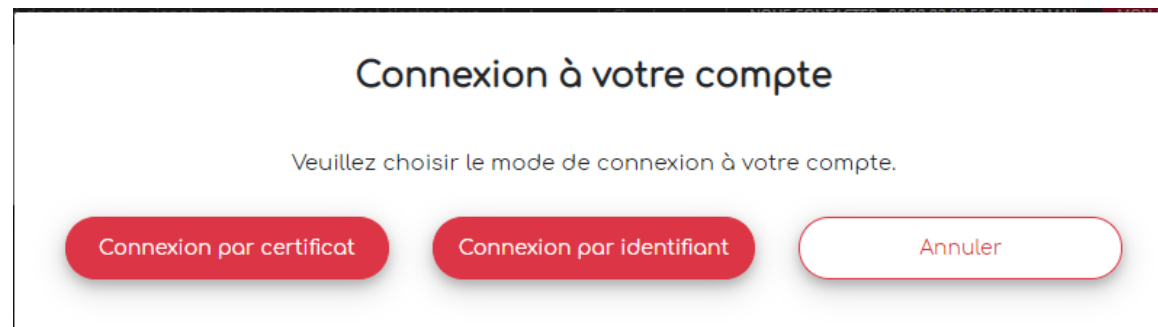 Connexion à votre compte
Veuillez choisir le mode de connexion à votre compte.
Connexion par certificat
Connexion par identifiant
Annuler